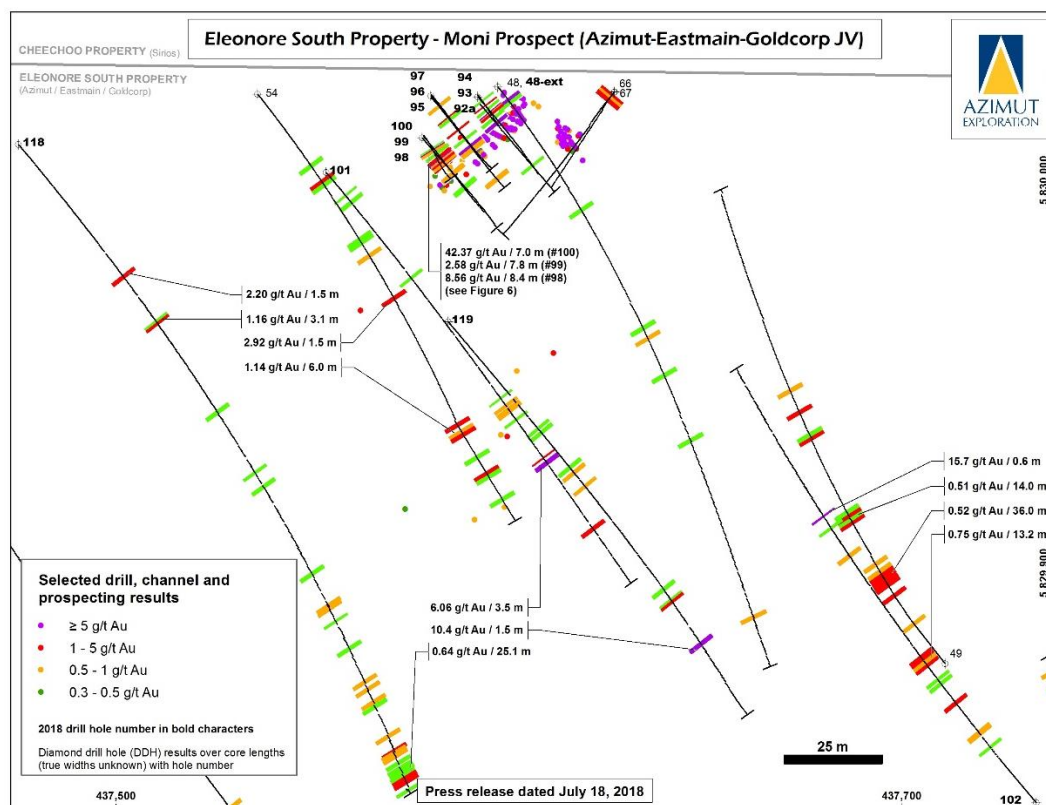 Eleonore South Property - Moni Prospect (Azimut-Eastmain-Goldcorp JV)
CHEECHOO PROPERTY (Sirios)
ELEONORE SOUTH PROPERTY
(Azimut / Eastmain / Goldcorp)
AZIMUT
EXPLORATION
118
54
101
97
96
95
100
99
98
94
93
92a
48, 48-ext
66
67
5 830 000
42.37 g/t Au / 7.0 m (#100)
2.58 g/t Au / 7.8 m (#99)
8.56 g/t Au / 8.4 m (#98)
(see Figure 6)
2.20 g/t Au / 1.5 m
1.16 g/t Au / 3.1 m
2.92 g/t Au / 1.5 m
1.14 g/t Au / 6.0 m
119
15.7 g/t Au / 0.6 m
0.51 g/t Au / 14.0 m
0.52 g/t Au / 36.0 m
0.75 g/t Au / 13.2 m
5 829 900
6.06 g/t Au / 3.5 m
10.4 g/t Au / 1.5 m
0.64 g/t Au / 25.1 m
49
Selected drill, channel and
prospecting results
≥ 5 g/t Au
1 - 5 g/t Au
0.5 - 1 g/t Au
0.3 - 0.5 g/t Au
2018 drill hole number in bold characters
Diamond drill hole (DDH) results over core lengths
(true widths unknown) with hole number
25 m
Press release dated July 18, 2018
437,500
437,700
102